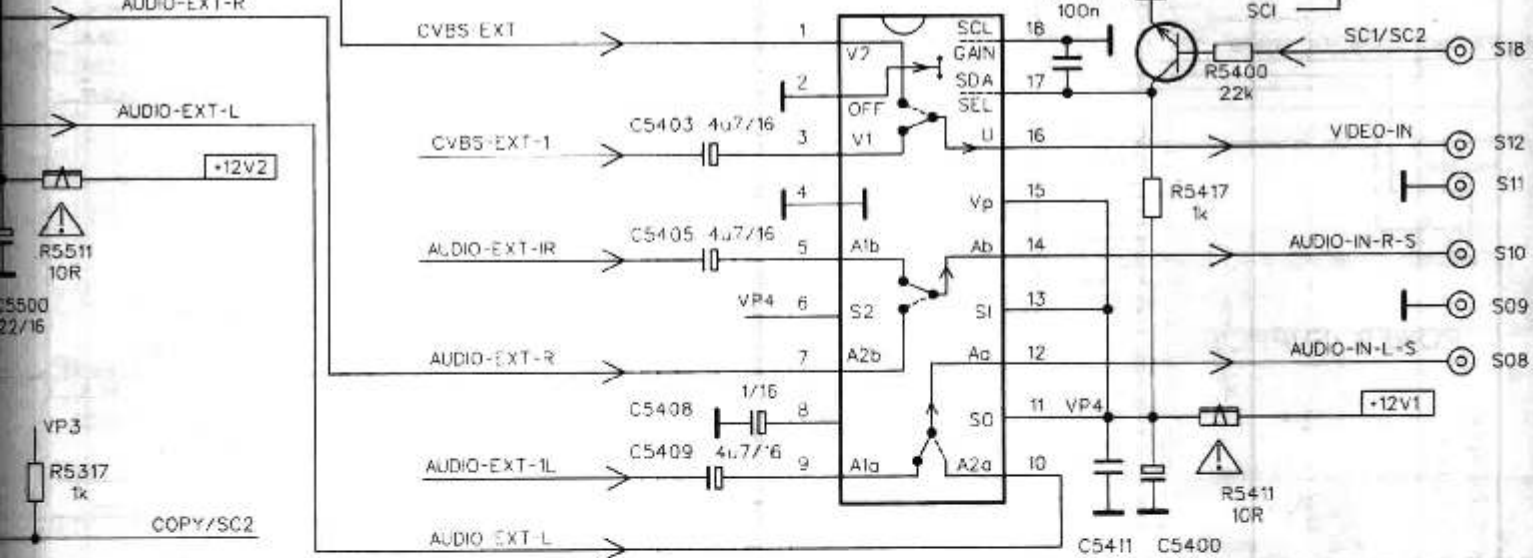 AUDIO-EXT-R
AUDIO-EXT-L
+12V2
R5511
10R
C5500
22/16
VP3
R5317
1k
COPY/SC2
CVBS EXT
CVBS-EXT-1
C5403 4u7/16
AUDIO-EXT-1R
C5405 4u7/16
VP4
AUDIO-EXT-R
C5408
1/16
C5409 4u7/16
AUDIO-EXT-1L
AUDIO EXT-L
1
2
3
4
5
6
7
8
9
V2
OFF
V1
A1b
S2
A2b
A1a
SCL
GAIN
SDA
SEL
U
Vp
Ab
S1
Aa
S0
A2a
18
17
16
15
14
13
12
11 VP4
10
100n
SC1
SC1/SC2
S18
R5400
22k
VIDEO-IN
S12
S11
R5417
1k
AUDIO-IN-R-S
S10
S09
AUDIO-IN-L-S
S08
+12V1
R5411
10R
C5411 C5400